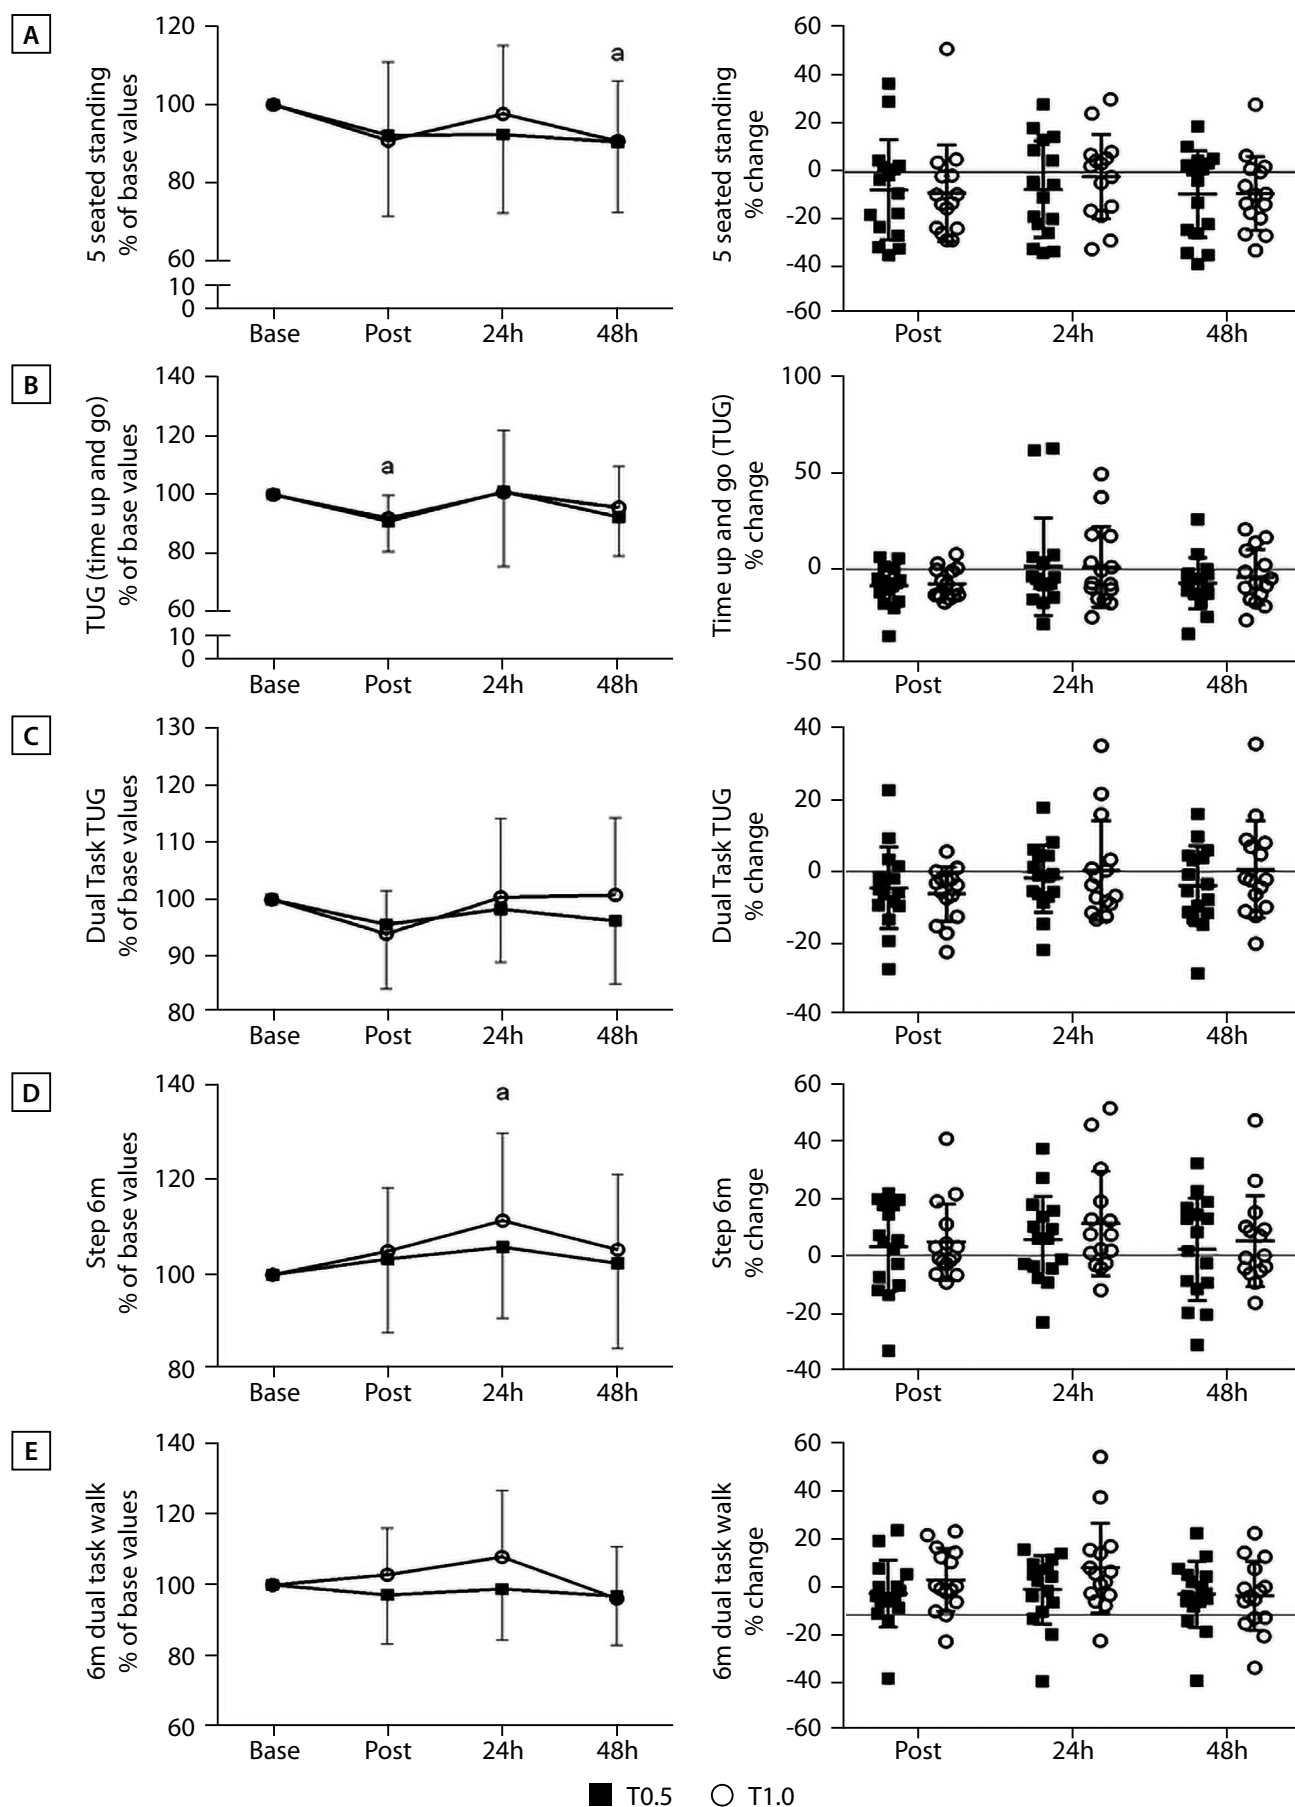 A
5 seated standing
% of base values
120
100
80
60
10
0
a
Base Post 24h 48h
5 seated standing
% change
60
40
20
0
-20
-40
-60
Post 24h 48h
B
TUG (time up and go)
% of base values
140
120
100
80
60
10
0
a
Base Post 24h 48h
Time up and go (TUG)
% change
100
50
0
-50
Post 24h 48h
C
Dual Task TUG
% of base values
130
120
110
100
90
80
Base Post 24h 48h
Dual Task TUG
% change
40
20
0
-20
-40
Post 24h 48h
D
Step 6m
% of base values
140
120
100
80
a
Base Post 24h 48h
Step 6m
% change
60
40
20
0
-20
-40
Post 24h 48h
E
6m dual task walk
% of base values
140
120
100
80
60
Base Post 24h 48h
6m dual task walk
% change
60
40
20
0
-20
-40
-60
Post 24h 48h
T0.5 T1.0